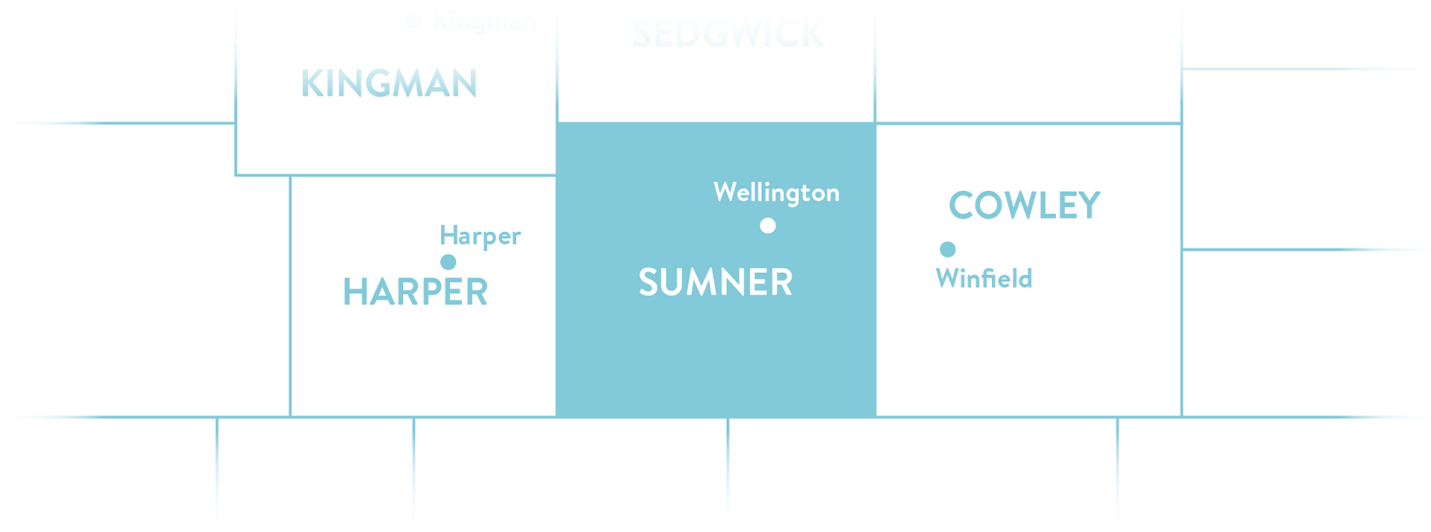 Kingman
SEDGWICK
KINGMAN
Wellington
COWLEY
Harper
SUMNER
Winfield
HARPER